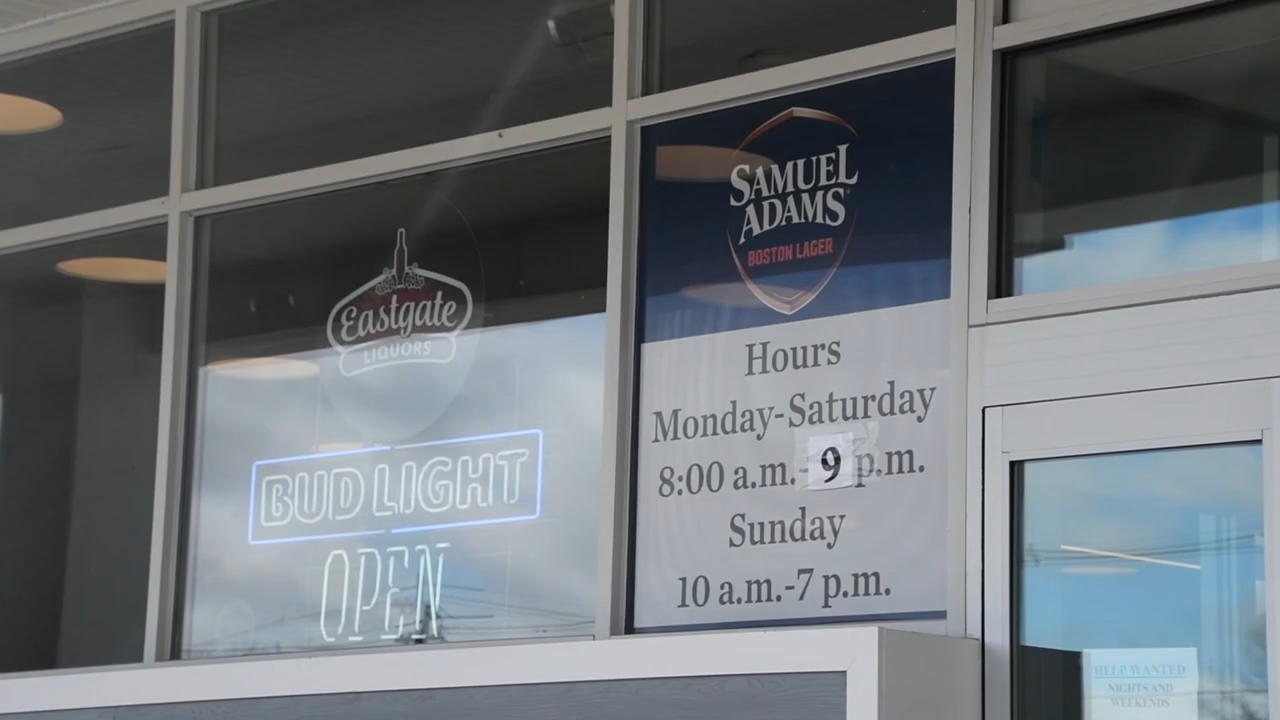 Eastgate
LIQUORS
BUD LIGHT
OPEN
SAMUEL
ADAMS
BOSTON LAGER
Hours
Monday-Saturday
8:00 a.m.-9 p.m.
Sunday
10 a.m.-7 p.m.
HELP WANTED
NIGHTS AND
WEEKENDS